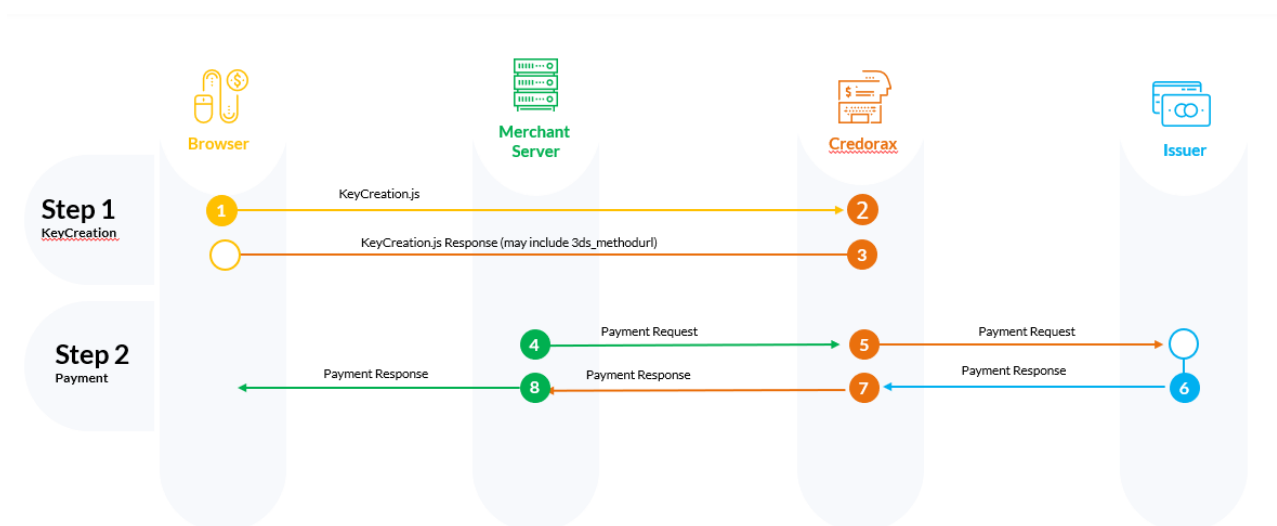 Browser
Merchant
Server
Credorax
Issuer
Step 1
KeyCreation
KeyCreation.js
1
2
KeyCreation.js Response (may include 3ds_methodurl)
3
Step 2
Payment
Payment Request
Payment Request
4
5
Payment Response
Payment Response
Payment Response
8
7
6